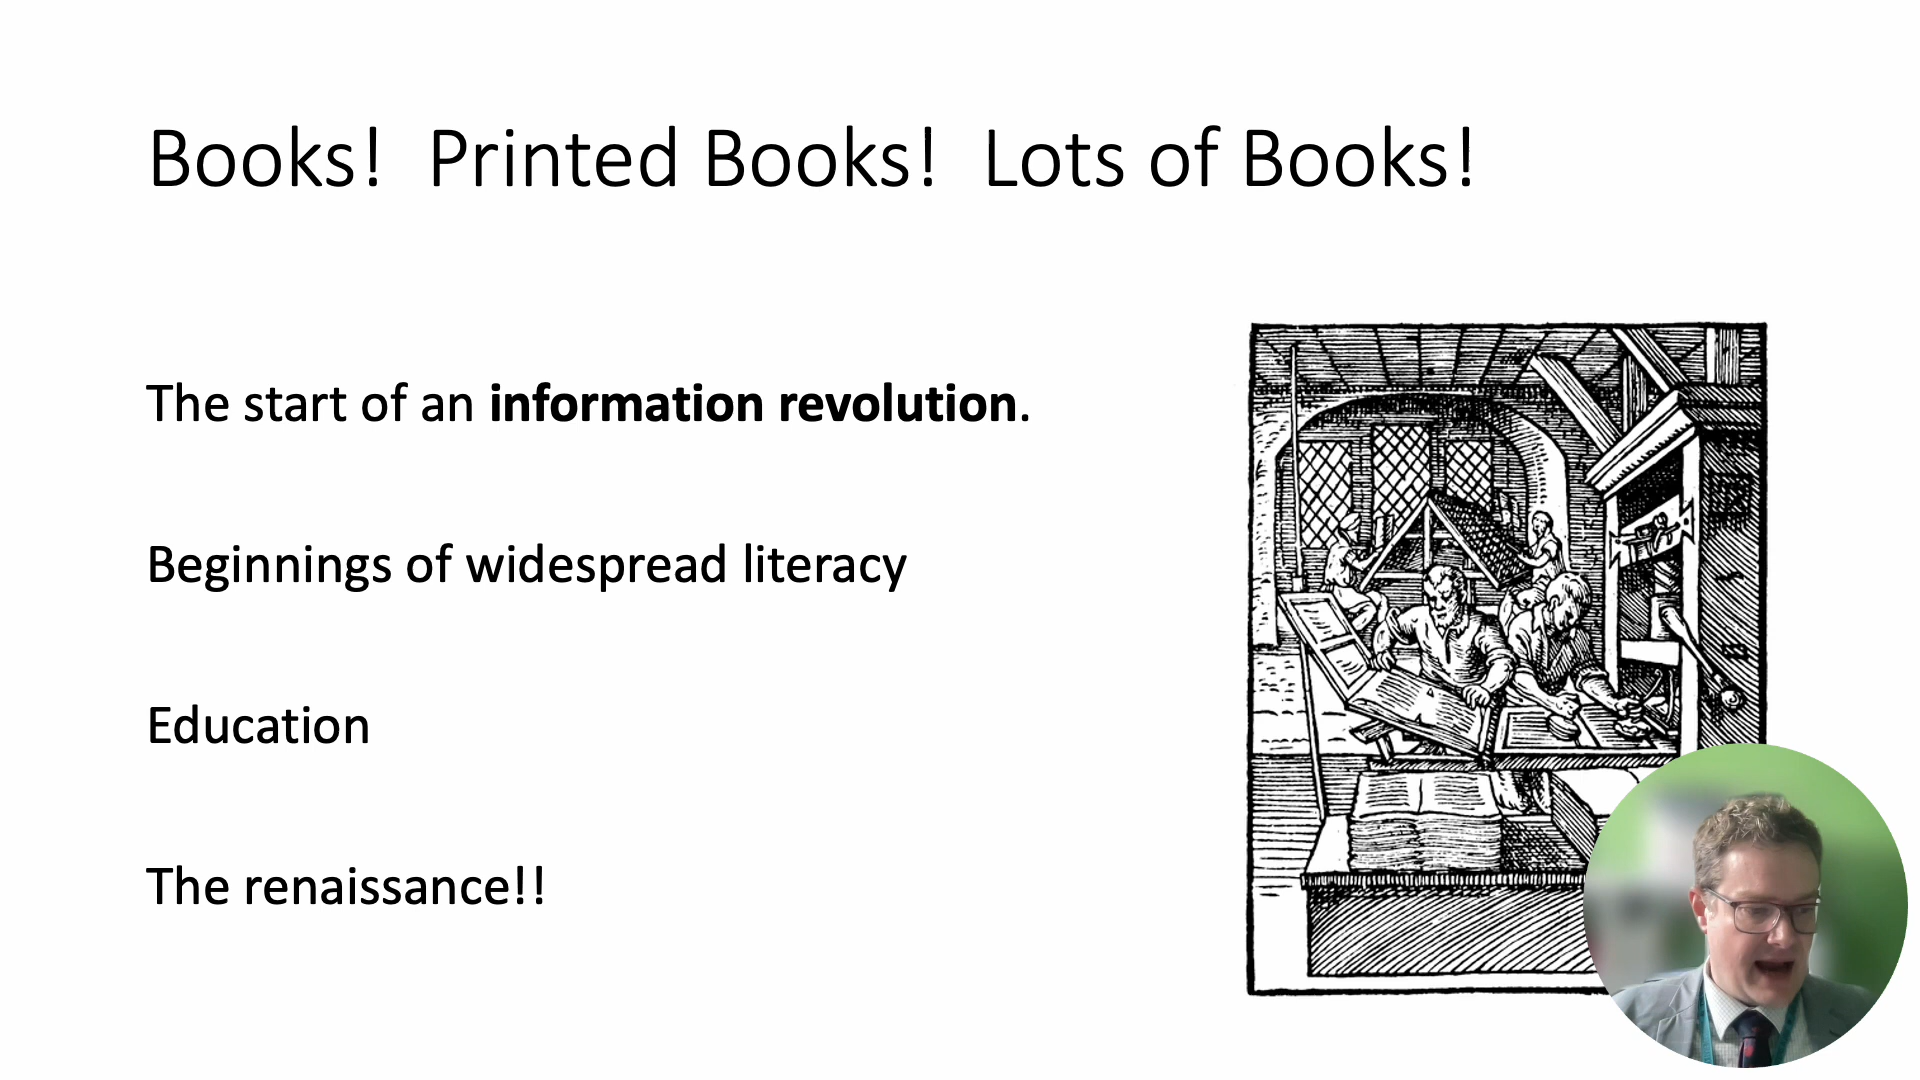 Books!  Printed Books!  Lots of Books!
The start of an information revolution.
Beginnings of widespread literacy
Education
The renaissance!!